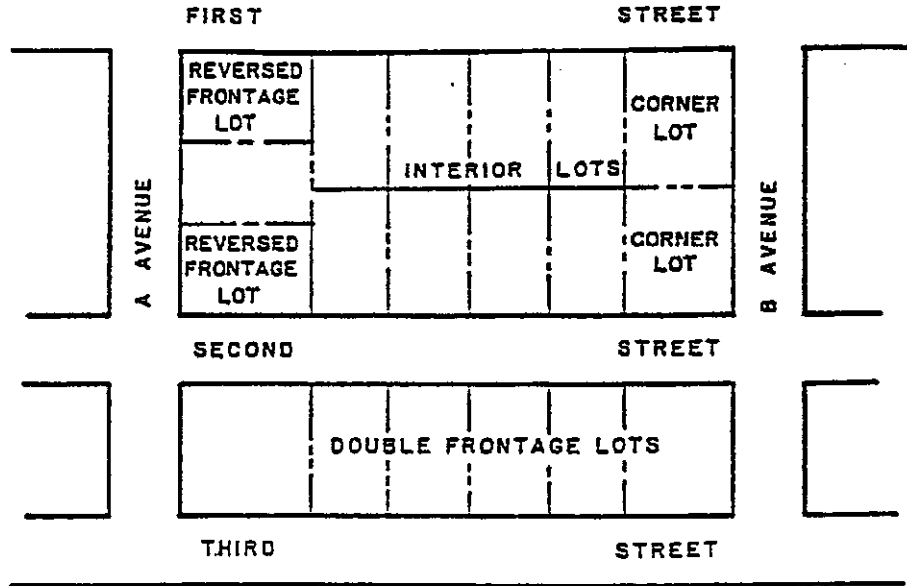 FIRST STREET
REVERSED
FRONTAGE
LOT
CORNER
LOT
INTERIOR LOTS
A AVENUE
B AVENUE
REVERSED
FRONTAGE
LOT
CORNER
LOT
SECOND STREET
DOUBLE FRONTAGE LOTS
THIRD STREET